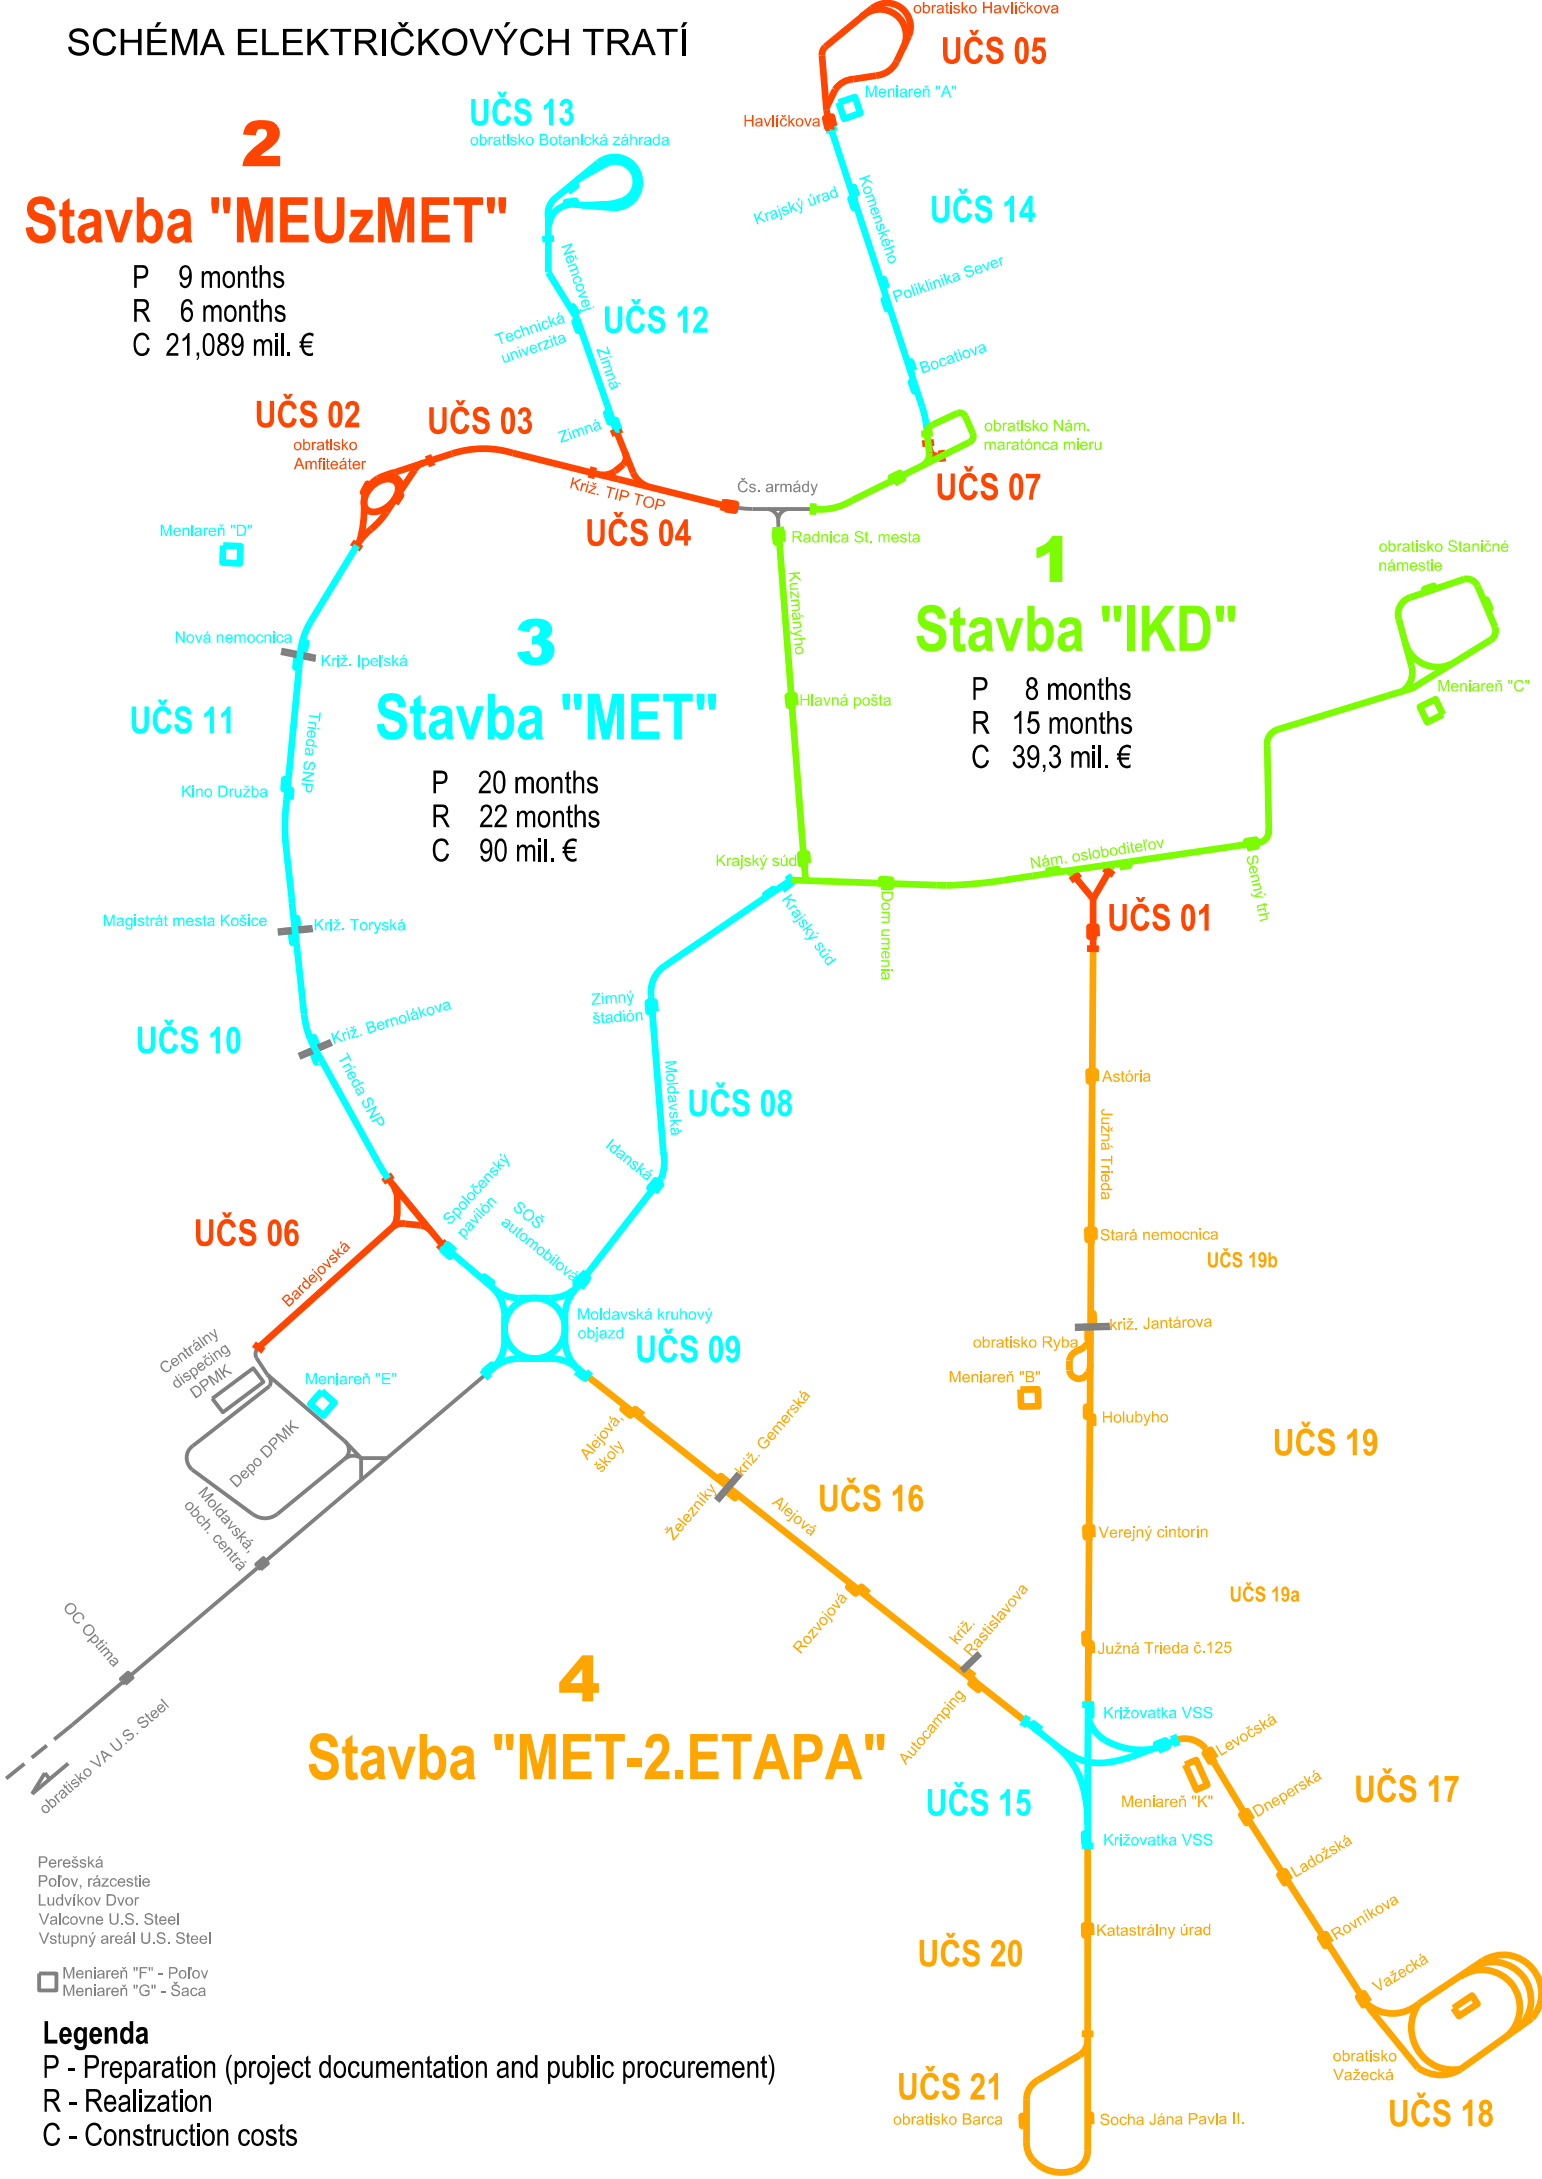 SCHÉMA ELEKTRIČKOVÝCH TRATÍ
obratisko Havlíčkova
UČS 05
Meniareň "A"
Havlíčkova
UČS 13
obratisko Botanická záhrada
2
Stavba "MEUzMET"
P 9 months
R 6 months
C 21,089 mil. €
Krajský úrad
Komenského
UČS 14
Poliklinika Sever
Bocatiova
Němcovej
Technická
univerzita
UČS 12
Zimná
Zimná
UČS 02
obratisko
Amfiteáter
UČS 03
Križ. TIP TOP
UČS 04
Čs. armády
obratisko Nám.
maratónca mieru
UČS 07
Radnica St. mesta
Meniareň "D"
1
Stavba "IKD"
P 8 months
R 15 months
C 39,3 mil. €
obratisko Staničné
námestie
Meniareň "C"
Kuzmányho
Nová nemocnica
Križ. Ipeľská
3
Stavba "MET"
P 20 months
R 22 months
C 90 mil. €
UČS 11
Trieda SNP
Hlavná pošta
Kino Družba
Krajský súd
Nám. osloboditeľov
Senný trh
Dom umenia
Krajský súd
UČS 01
Magistrát mesta Košice
Križ. Toryská
Zimný
štadión
UČS 10
Križ. Bernolákova
Trieda SNP
Moldavská
UČS 08
Astória
Južná Trieda
Idanská
Spoločenský
pavilón
SOŠ
automobilová
UČS 06
Bardejovská
Stará nemocnica
UČS 19b
Moldavská kruhový
objazd
UČS 09
križ. Jantárova
obratisko Ryba
Meniareň "B"
Centrálny
dispečing
DPMK
Meniareň "E"
Holubyho
UČS 19
Depo DPMK
Alejová,
školy
križ. Gemerská
Železníky
Alejová
UČS 16
Moldavská,
obch. centrá
Verejný cintorín
UČS 19a
OC Optima
Rozvojová
križ.
Rastislavova
Južná Trieda č.125
4
Stavba "MET-2.ETAPA"
Autocamping
Križovatka VSS
Levočská
obratisko VA U.S. Steel
UČS 15
Meniareň "K"
Dneperská
UČS 17
Križovatka VSS
Ladožská
Perešská
Poľov, rázcestie
Ludvíkov Dvor
Valcovne U.S. Steel
Vstupný areál U.S. Steel
Meniareň "F" - Poľov
Meniareň "G" - Šaca
UČS 20
Katastrálny úrad
Rovníkova
Važecká
Legenda
P - Preparation (project documentation and public procurement)
R - Realization
C - Construction costs
obratisko
Važecká
UČS 18
UČS 21
obratisko Barca
Socha Jána Pavla II.